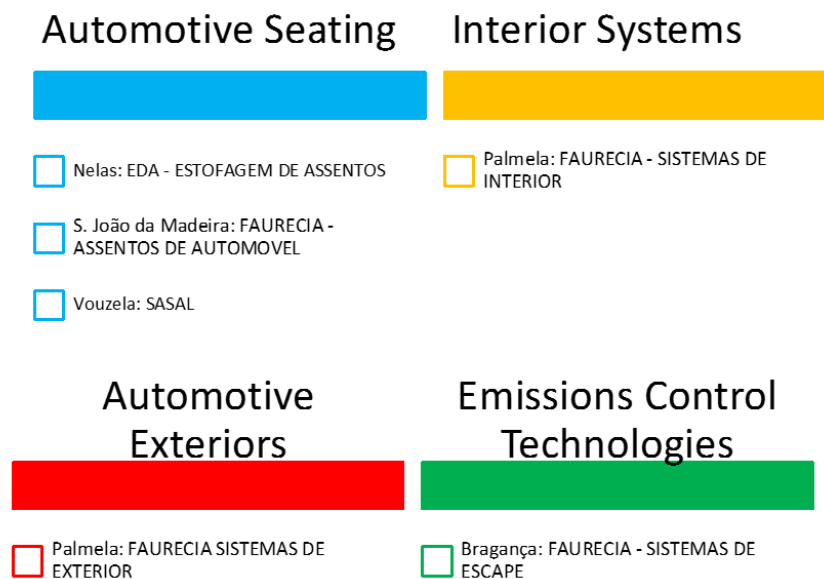 Automotive Seating
Nelas: EDA - ESTOFAGEM DE ASSENTOS
S. João da Madeira: FAURECIA -
ASSENTOS DE AUTOMOVEL
Vouzela: SASAL
Interior Systems
Palmela: FAURECIA - SISTEMAS DE
INTERIOR
Automotive
Exteriors
Palmela: FAURECIA SISTEMAS DE
EXTERIOR
Emissions Control
Technologies
Bragança: FAURECIA - SISTEMAS DE
ESCAPE